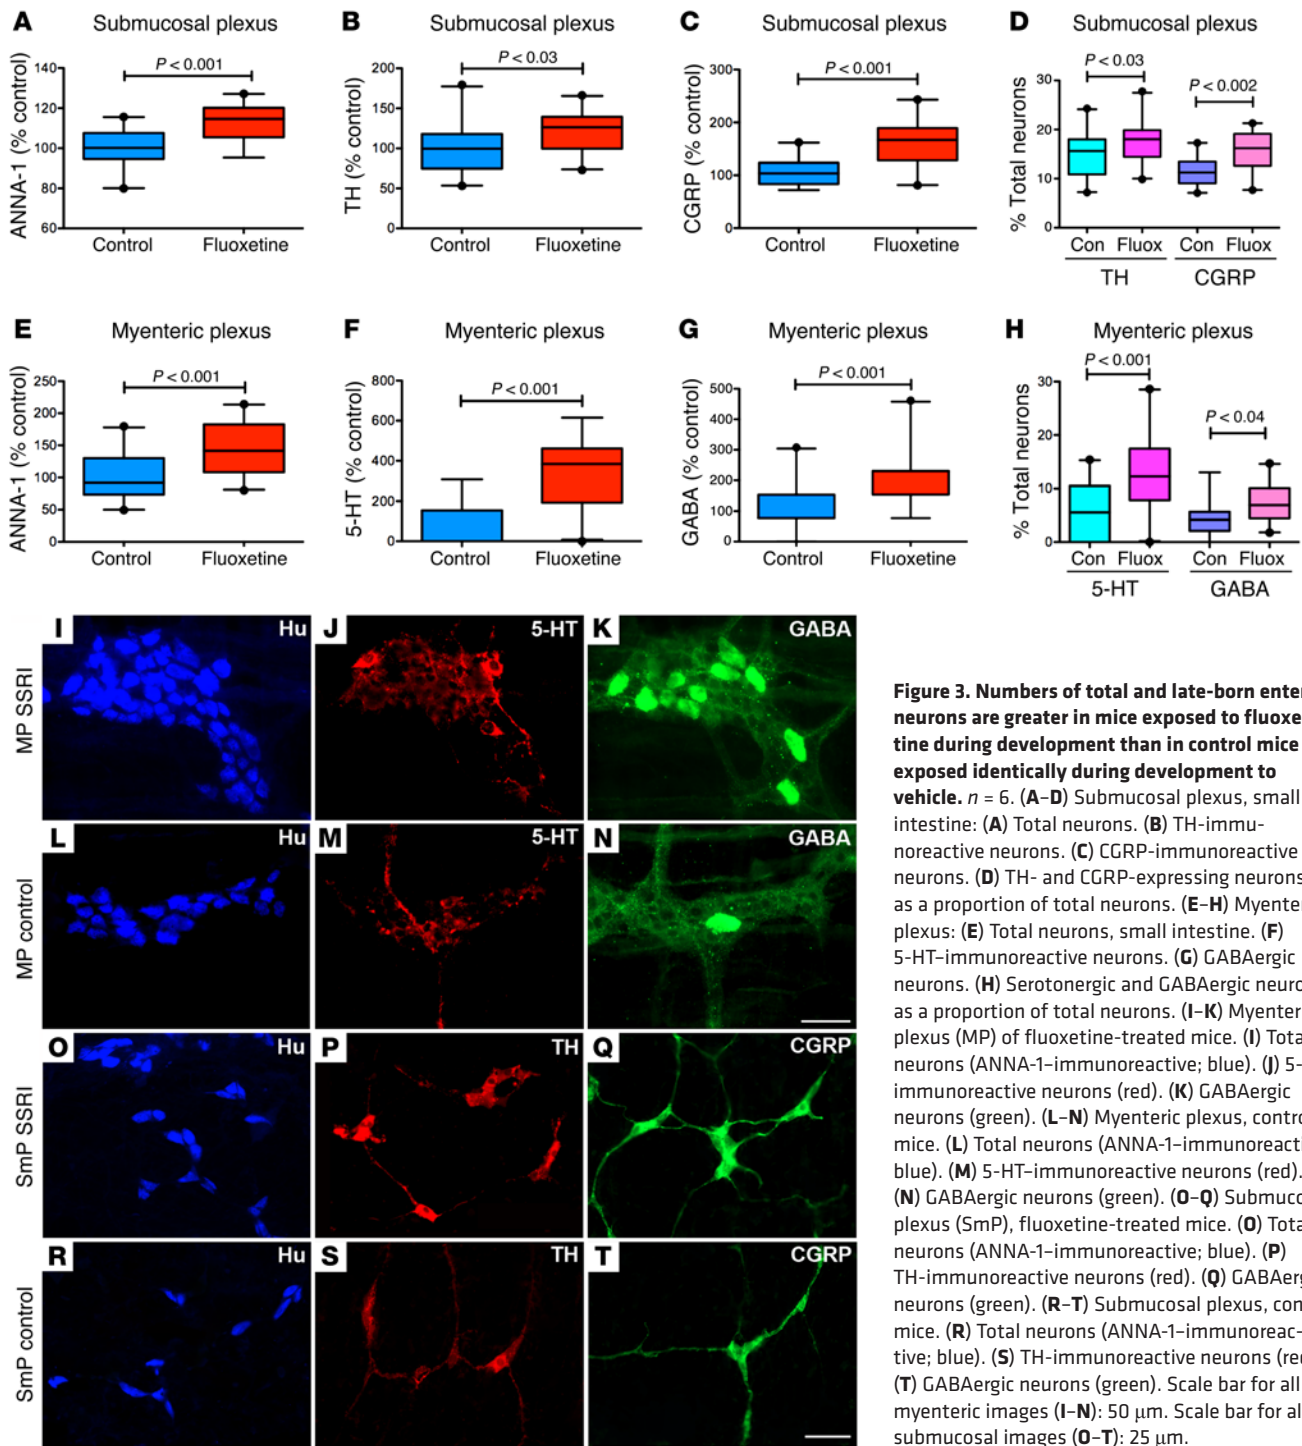 A Submucosal plexus
ANNA-1 (% control)
140
120
100
80
60
P < 0.001
Control Fluoxetine
B Submucosal plexus
TH (% control)
200
150
100
50
0
P < 0.03
Control Fluoxetine
C Submucosal plexus
CGRP (% control)
300
200
100
0
P < 0.001
Control Fluoxetine
D Submucosal plexus
% Total neurons
30
20
10
0
P < 0.03
P < 0.002
Con Fluox Con Fluox
TH CGRP
E Myenteric plexus
ANNA-1 (% control)
250
200
150
100
50
0
P < 0.001
Control Fluoxetine
F Myenteric plexus
5-HT (% control)
800
600
400
200
0
P < 0.001
Control Fluoxetine
G Myenteric plexus
GABA (% control)
500
400
300
200
100
0
P < 0.001
Control Fluoxetine
H Myenteric plexus
% Total neurons
30
20
10
0
P < 0.001
P < 0.04
Con Fluox Con Fluox
5-HT GABA
MP SSRI
I Hu
J 5-HT
K GABA
MP control
L Hu
M 5-HT
N GABA
SmP SSRI
O Hu
P TH
Q CGRP
SmP control
R Hu
S TH
T CGRP
Figure 3. Numbers of total and late-born enter
neurons are greater in mice exposed to fluoxe-
tine during development than in control mice
exposed identically during development to
vehicle. n = 6. (A–D) Submucosal plexus, small
intestine: (A) Total neurons. (B) TH-immu-
noreactive neurons. (C) CGRP-immunoreactive
neurons. (D) TH- and CGRP-expressing neurons
as a proportion of total neurons. (E–H) Myenter
plexus: (E) Total neurons, small intestine. (F)
5-HT–immunoreactive neurons. (G) GABAergic
neurons. (H) Serotonergic and GABAergic neuro
as a proportion of total neurons. (I–K) Myenter
plexus (MP) of fluoxetine-treated mice. (I) Tota
neurons (ANNA-1–immunoreactive; blue). (J) 5-
immunoreactive neurons (red). (K) GABAergic
neurons (green). (L–N) Myenteric plexus, contro
mice. (L) Total neurons (ANNA-1–immunoreacti
blue). (M) 5-HT–immunoreactive neurons (red).
(N) GABAergic neurons (green). (O–Q) Submuco
plexus (SmP), fluoxetine-treated mice. (O) Tota
neurons (ANNA-1–immunoreactive; blue). (P)
TH-immunoreactive neurons (red). (Q) GABAerg
neurons (green). (R–T) Submucosal plexus, con
mice. (R) Total neurons (ANNA-1–immunoreac-
tive; blue). (S) TH-immunoreactive neurons (red
(T) GABAergic neurons (green). Scale bar for all
myenteric images (I–N): 50 μm. Scale bar for al
submucosal images (O–T): 25 μm.